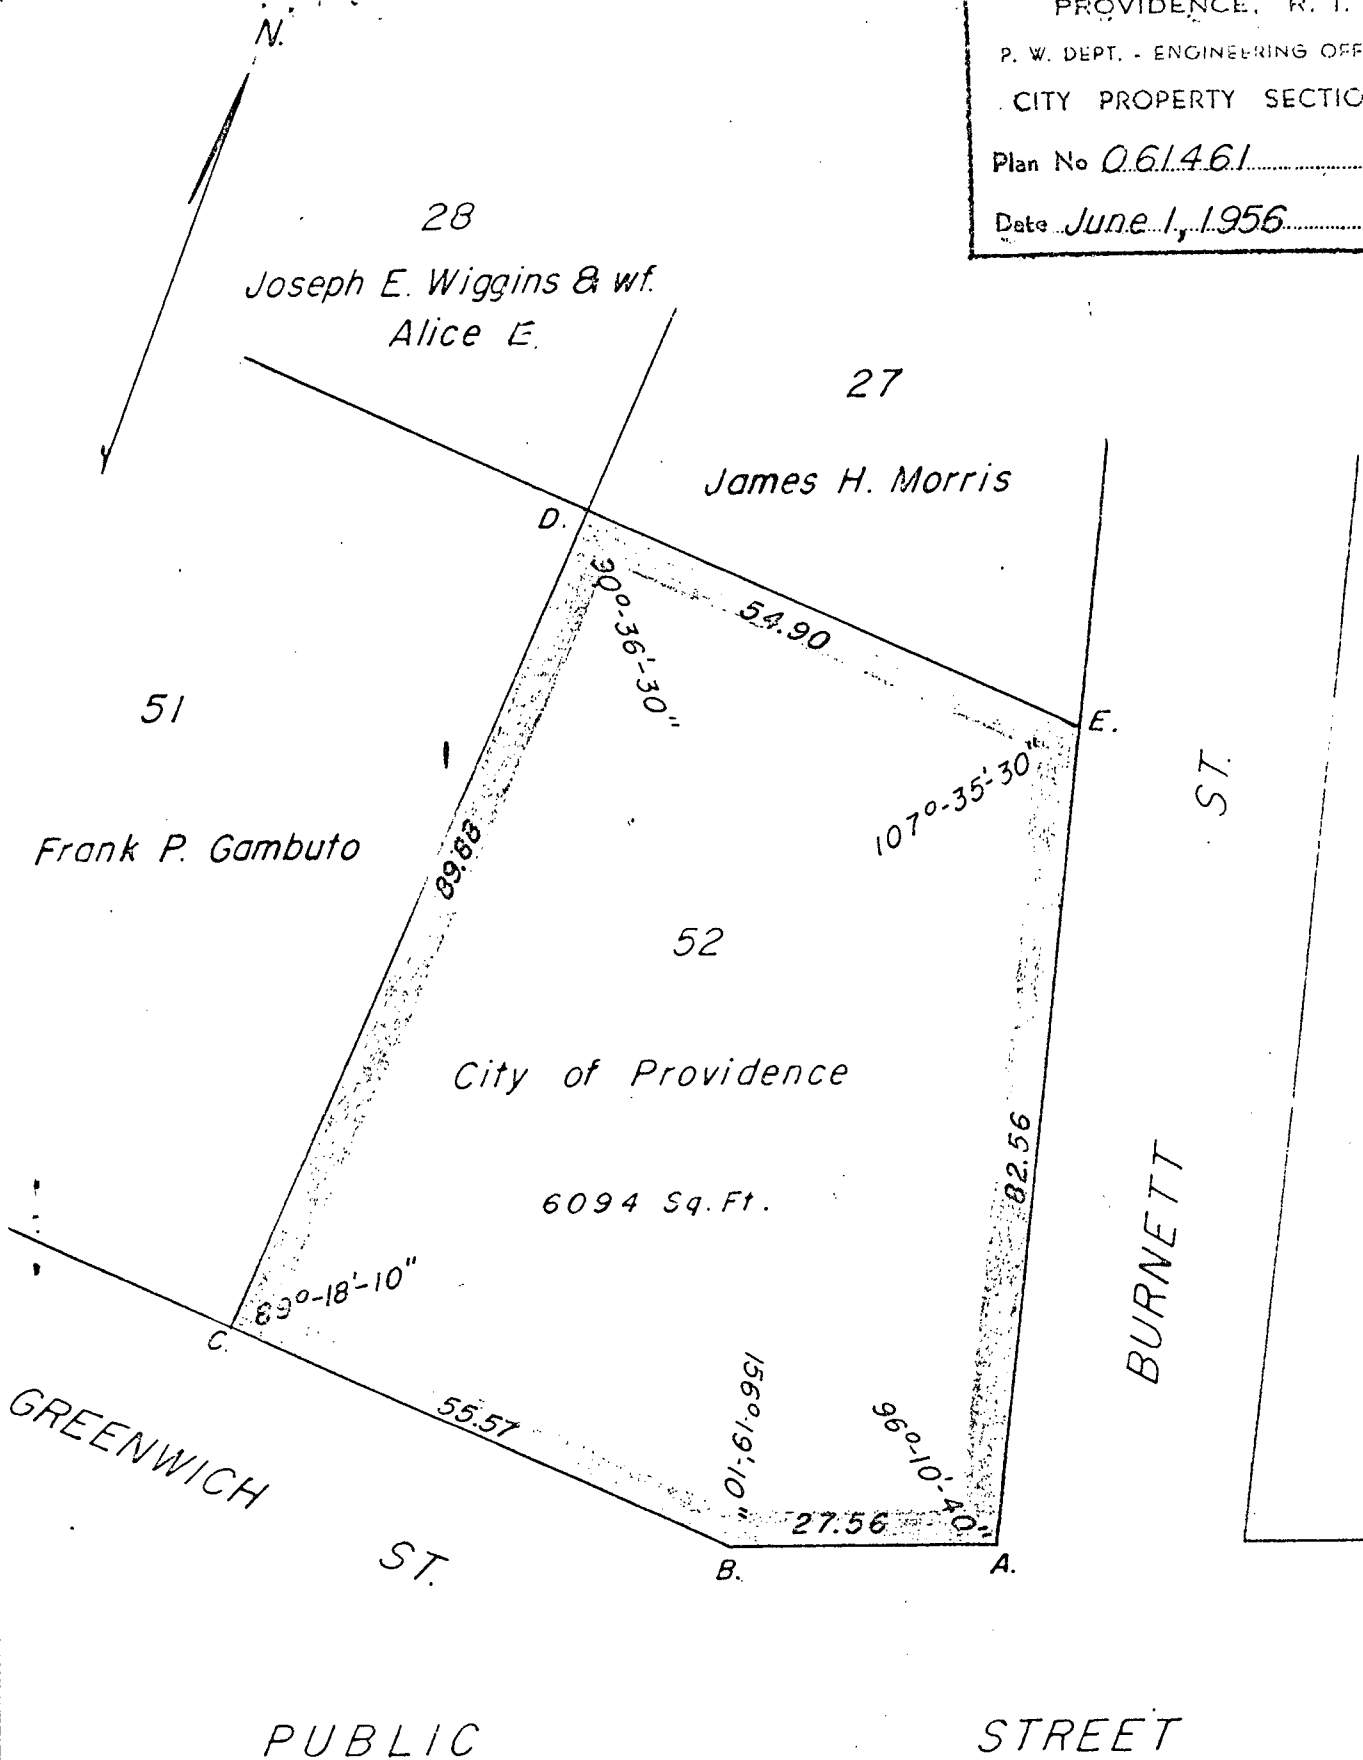 N.
PROVIDENCE, R. I.
P. W. DEPT. - ENGINEERING OFF
CITY PROPERTY SECTIO
Plan No 061461
Date June 1, 1956
28
Joseph E. Wiggins & wf.
Alice E.
27
James H. Morris
D.
90°-36'-30"
54.90
E.
107°-35'-30"
51
Frank P. Gambuto
89.88
52
City of Providence
6094 Sq. Ft.
82.56
BURNETT ST.
89°-18'-10"
C.
55.57
156°-19'-10"
96°-10'-40"
27.56
B.
A.
GREENWICH ST.
PUBLIC STREET